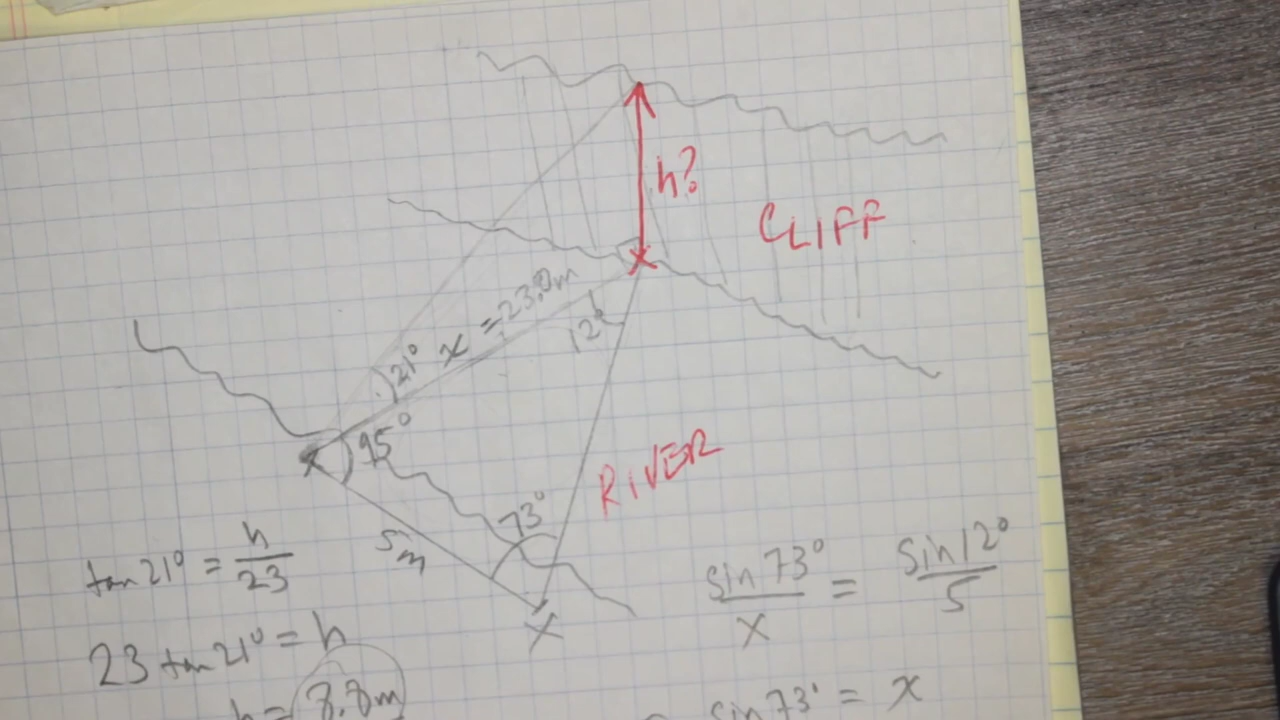 h?
CLIFF
x = 23.0m
12°
21°
95°
RIVER
73°
5m
x
tan 21° = h/23
23 tan 21° = h
h = 8.8m
sin 73°/x = sin 12°/5
sin 73° = x